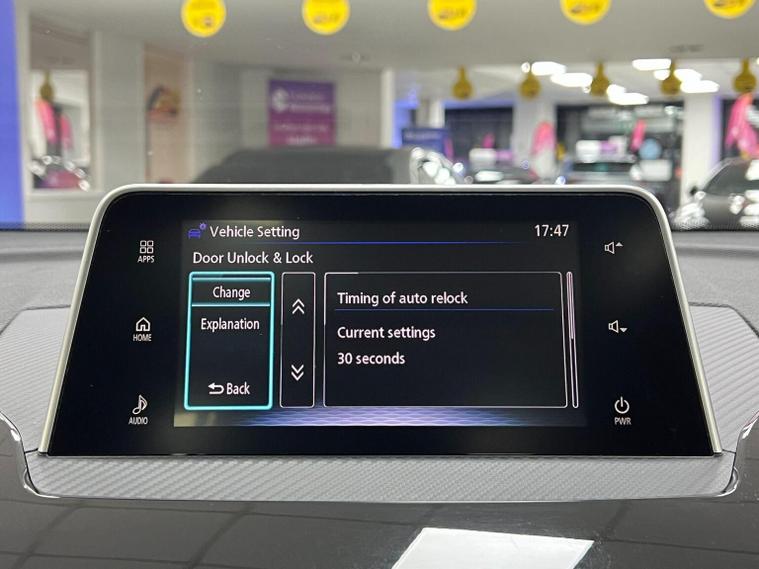 Vehicle Setting
17:47
Door Unlock & Lock
Change
Explanation
Back
Timing of auto relock
Current settings
30 seconds
APPS
HOME
AUDIO
PWR